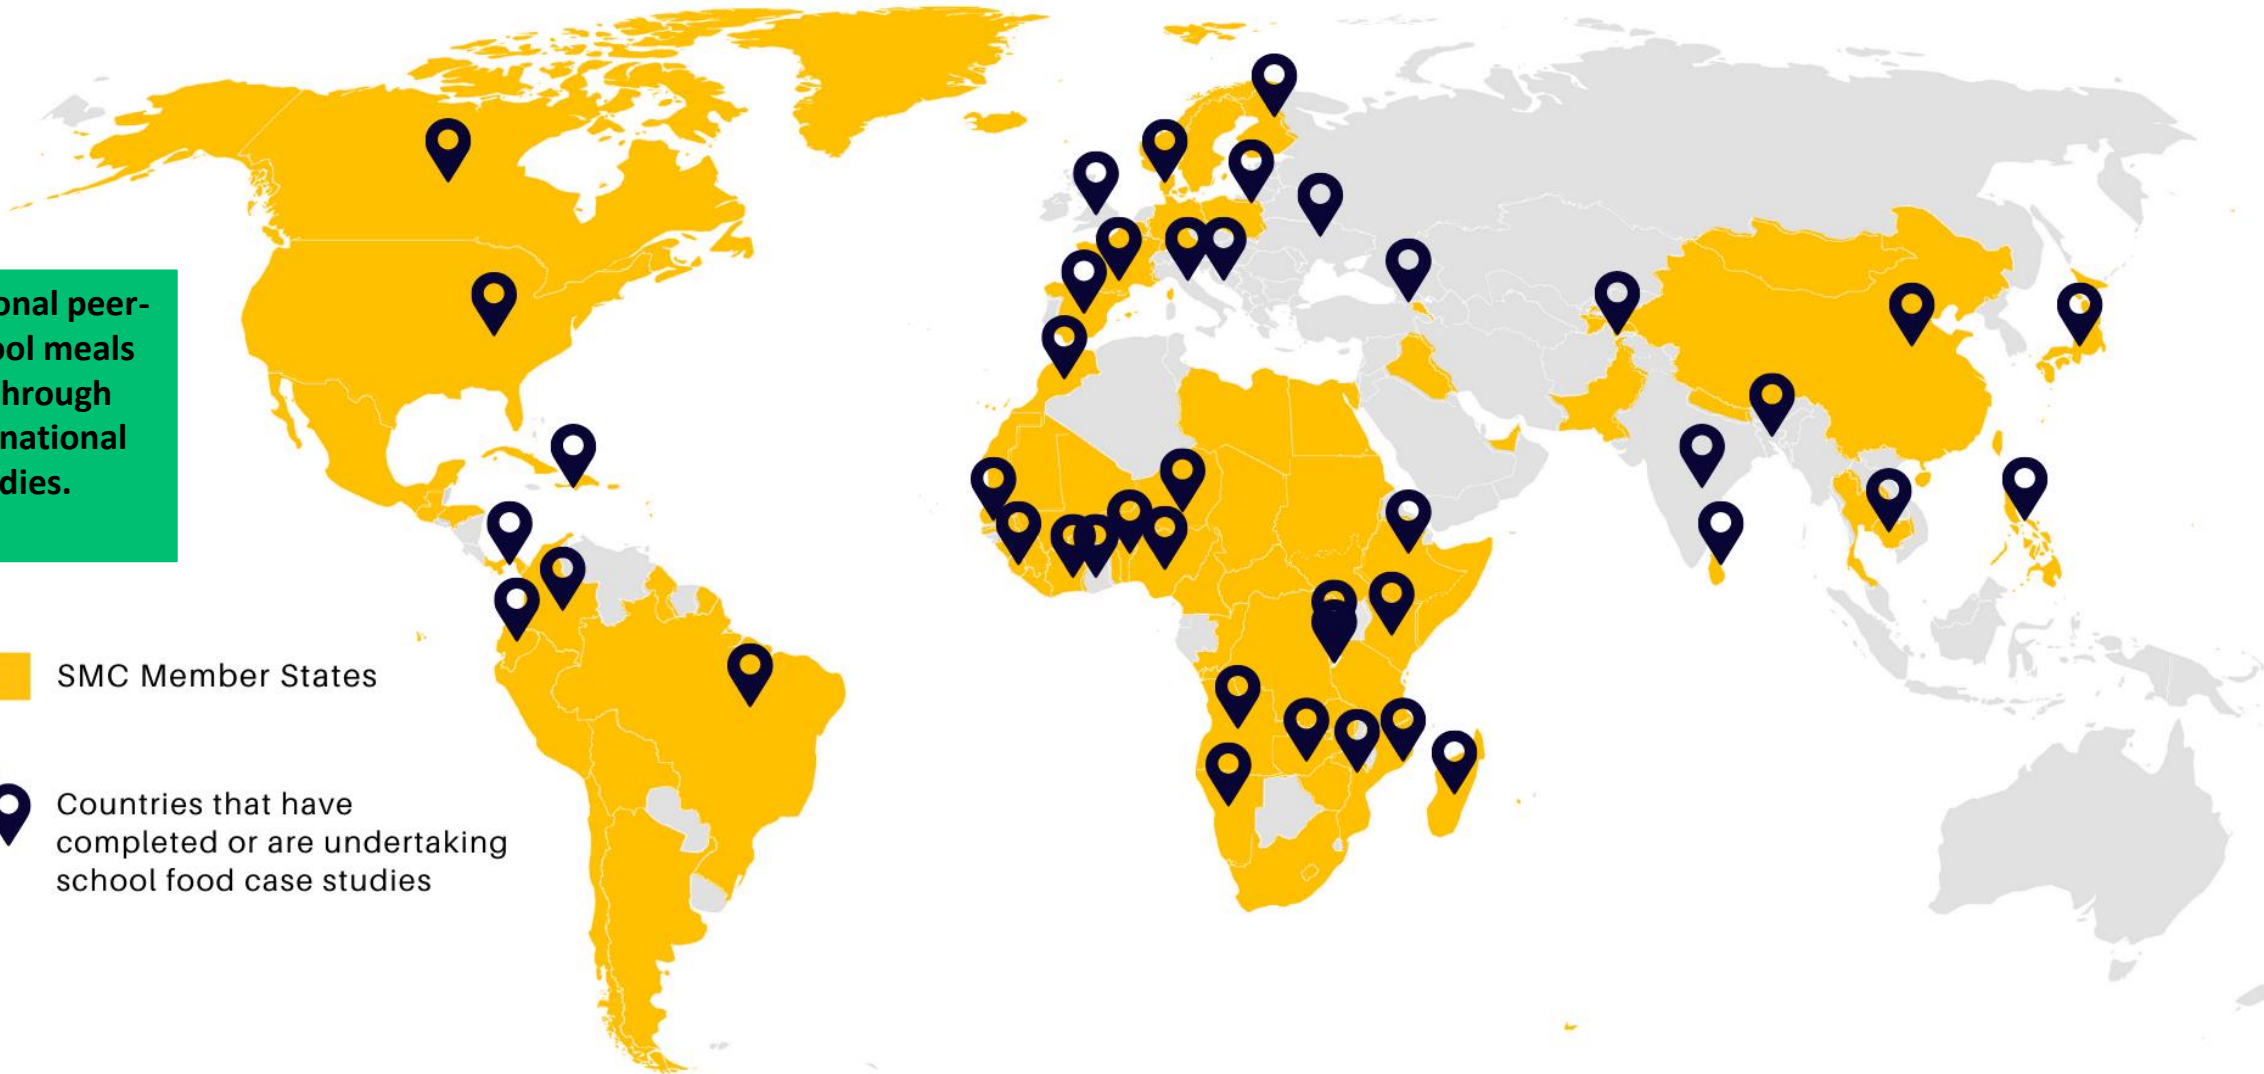 onal peer-
ool meals
hrough
national
dies.
SMC Member States
Countries that have
completed or are undertaking
school food case studies